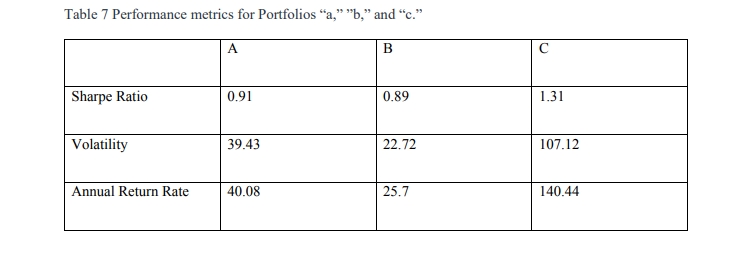 Table 7 Performance metrics for Portfolios “a,” ”b,” and “c.”
A B C
Sharpe Ratio 0.91 0.89 1.31
Volatility 39.43 22.72 107.12
Annual Return Rate 40.08 25.7 140.44